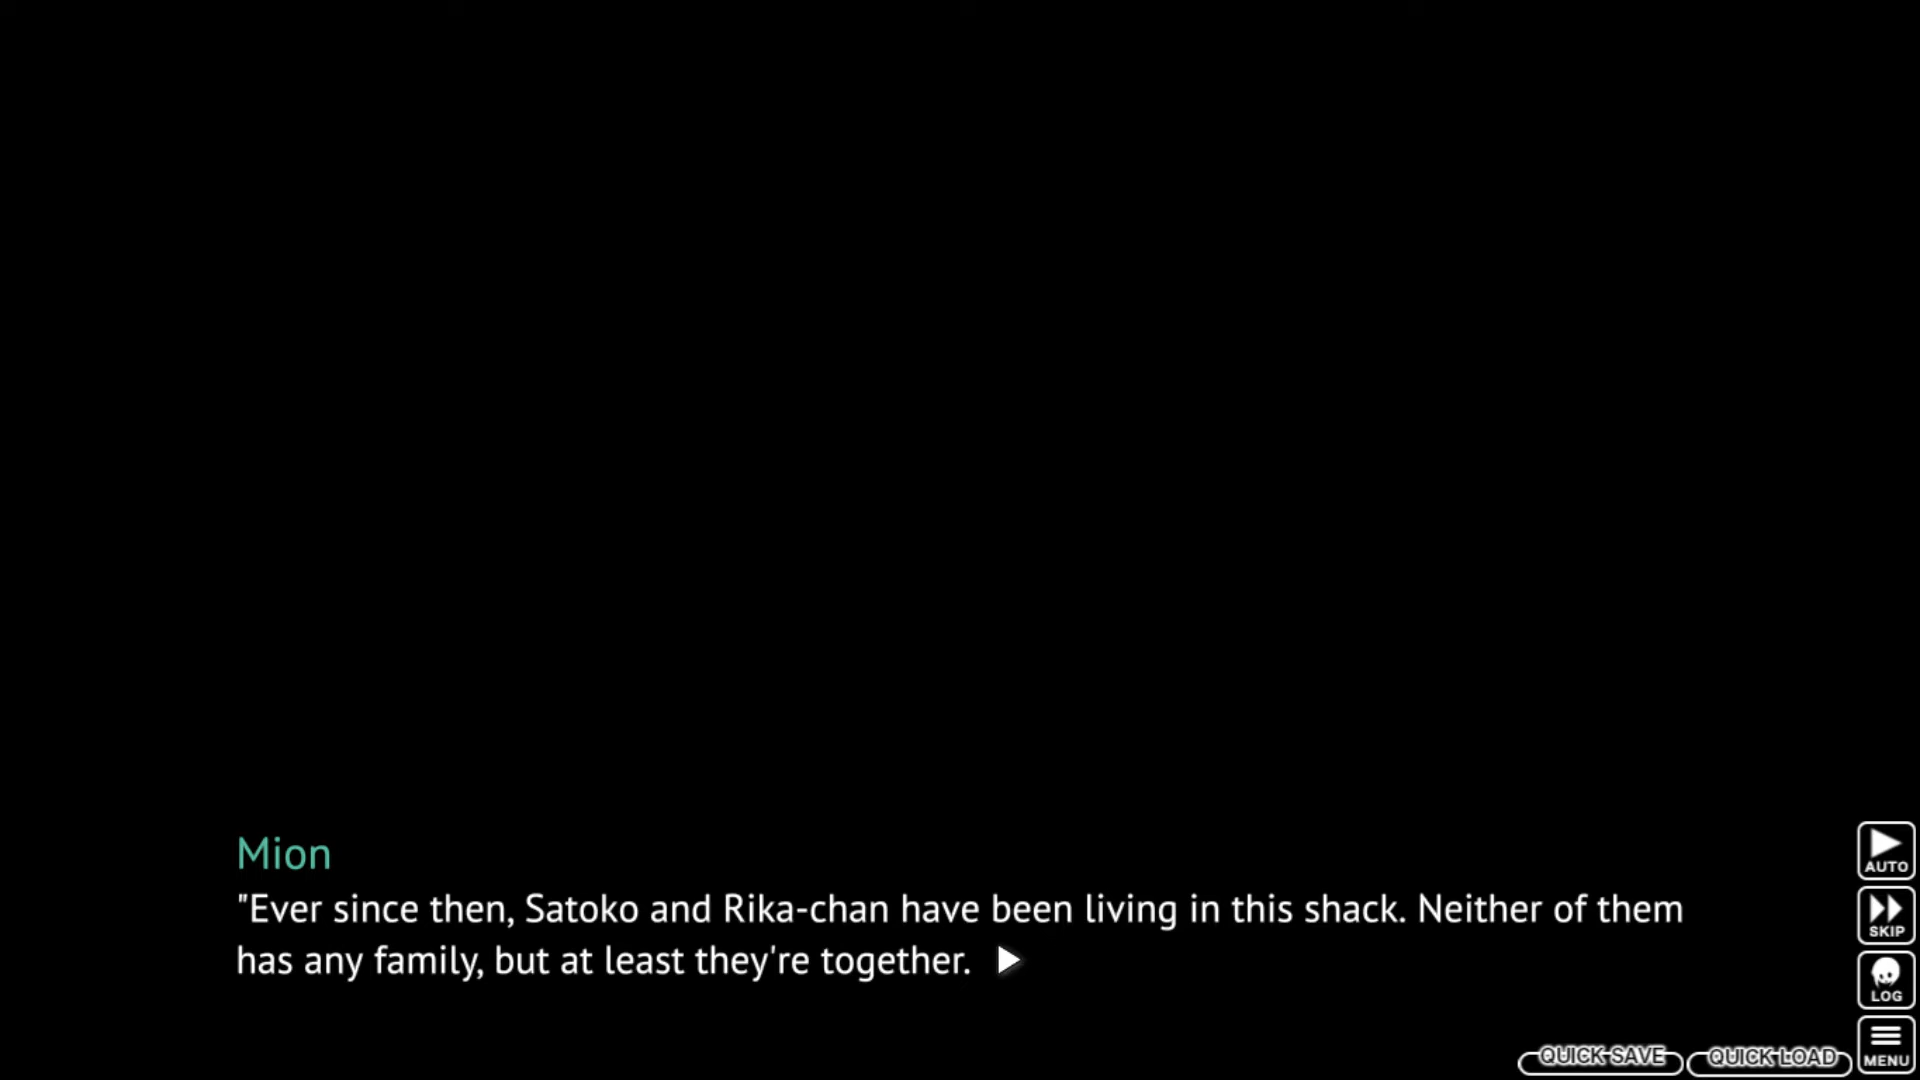 Mion
"Ever since then, Satoko and Rika-chan have been living in this shack. Neither of them
has any family, but at least they're together.
AUTO
SKIP
LOG
MENU
QUICK SAVE
QUICK LOAD